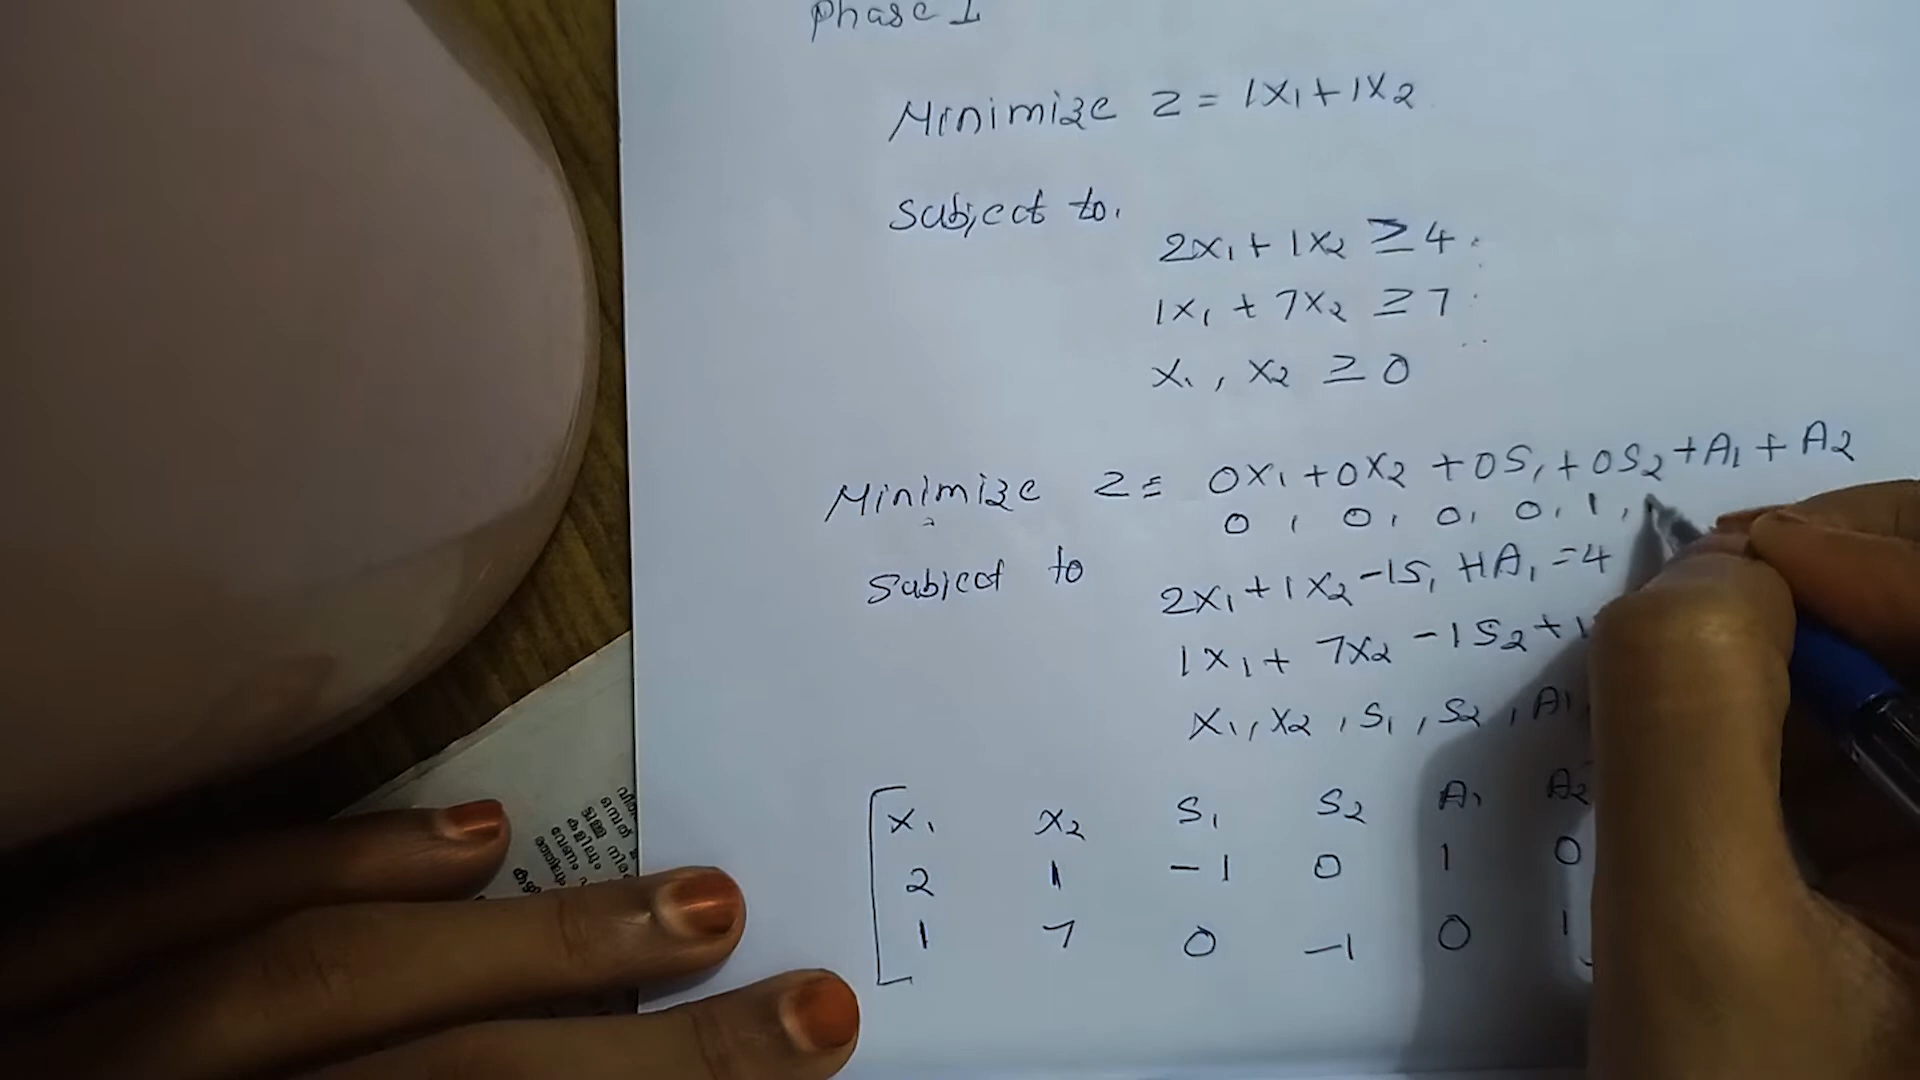 Phase I
Minimize Z = 1X1 + 1X2
Subject to.
2X1 + 1X2 ≥ 4
1X1 + 7X2 ≥ 7
X1, X2 ≥ 0
Minimize Z = 0X1 + 0X2 + 0S1 + 0S2 + A1 + A2
0, 0, 0, 0, 1,
Subject to
2X1 + 1X2 - 1S1 + 1A1 = 4
1X1 + 7X2 - 1S2 + 1
X1, X2, S1, S2, A1,
X1 X2 S1 S2 A1 A2
2 1 -1 0 1 0
1 7 0 -1 0 1